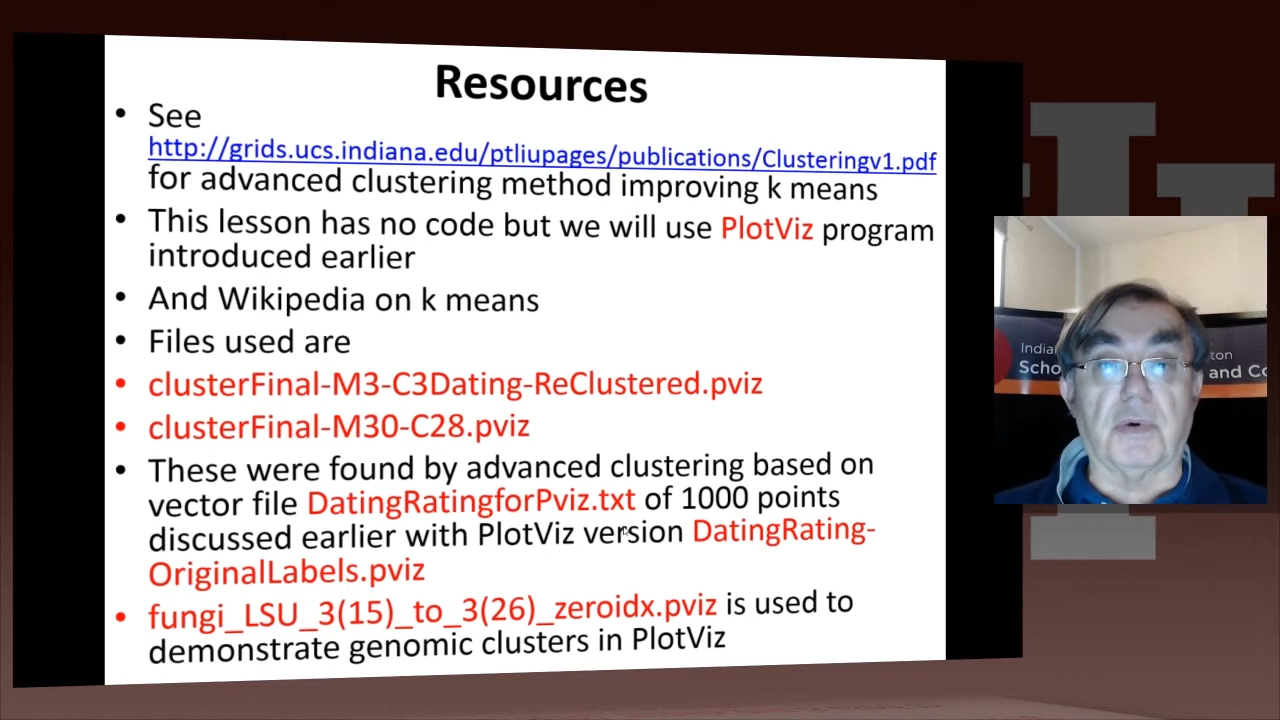 Resources
• See
http://grids.ucs.indiana.edu/ptliupages/publications/Clusteringv1.pdf
for advanced clustering method improving k means
• This lesson has no code but we will use PlotViz program
introduced earlier
• And Wikipedia on k means
• Files used are
• clusterFinal-M3-C3Dating-ReClustered.pviz
• clusterFinal-M30-C28.pviz
• These were found by advanced clustering based on
vector file DatingRatingforPviz.txt of 1000 points
discussed earlier with PlotViz version DatingRating-
OriginalLabels.pviz
• fungi_LSU_3(15)_to_3(26)_zeroidx.pviz is used to
demonstrate genomic clusters in PlotViz
and Co